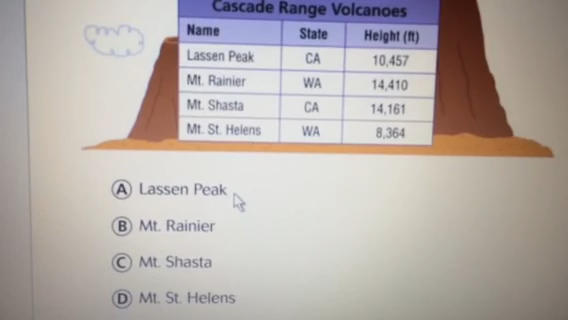 Cascade Range Volcanoes
Name State Height (ft)
Lassen Peak CA 10,457
Mt. Rainier WA 14,410
Mt. Shasta CA 14,161
Mt. St. Helens WA 8,364
A Lassen Peak
B Mt. Rainier
C Mt. Shasta
D Mt. St. Helens